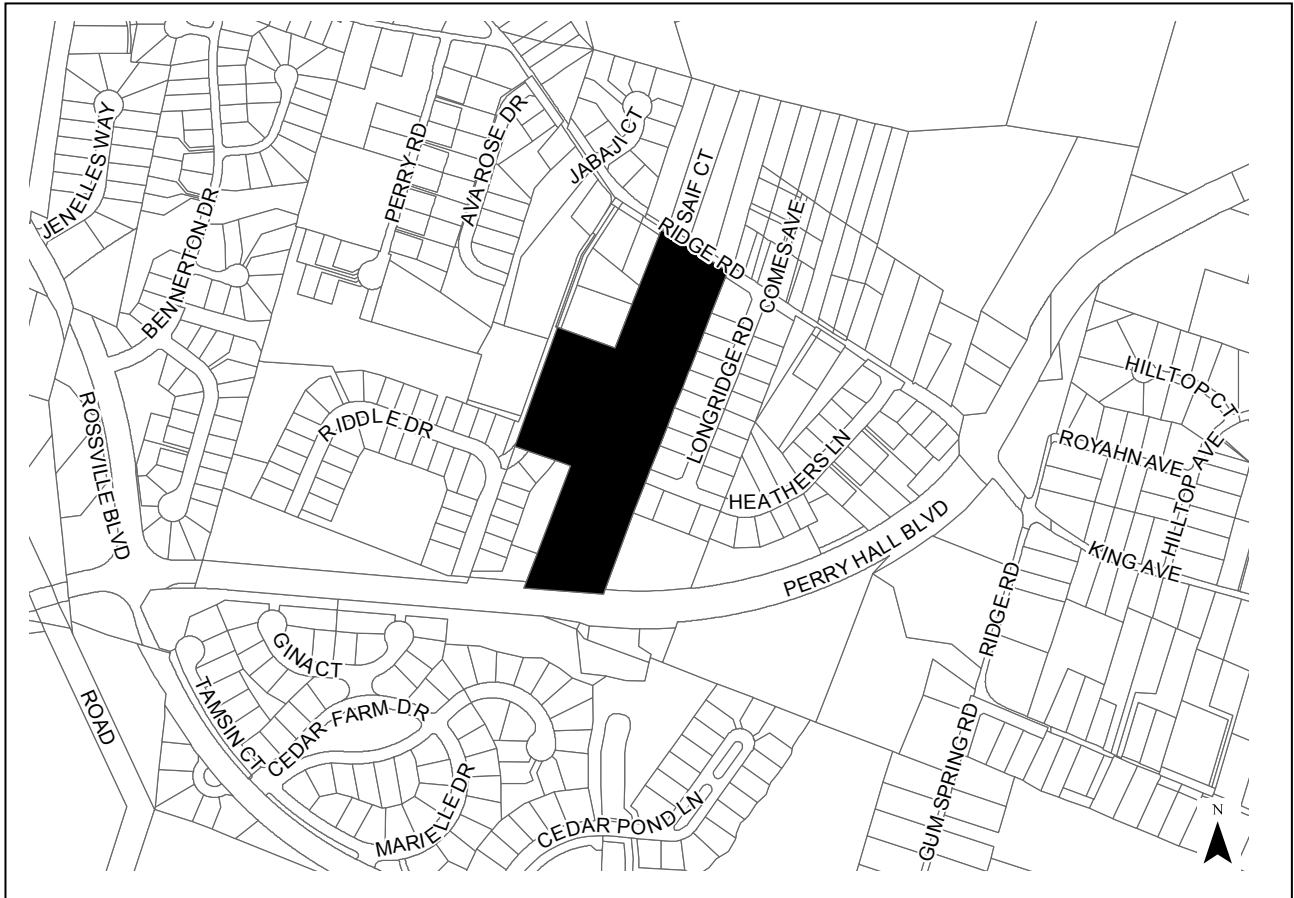 JENELLES WAY
BENNERTON DR
PERRY RD
AVA ROSE DR
JABAJI CT
SAIF CT
RIDGE RD
COMES AVE
LONGRIDGE RD
HEATHERS LN
RIDDLE DR
ROSSVILLE BLVD
PERRY HALL BLVD
HILLTOP CT
ROYAHN AVE
HILLTOP AVE
KING AVE
RIDGE RD
GUM SPRING RD
GINA CT
TAMSIN CT
CEDAR FARM DR
MARIELLE DR
CEDAR POND LN
ROAD
N